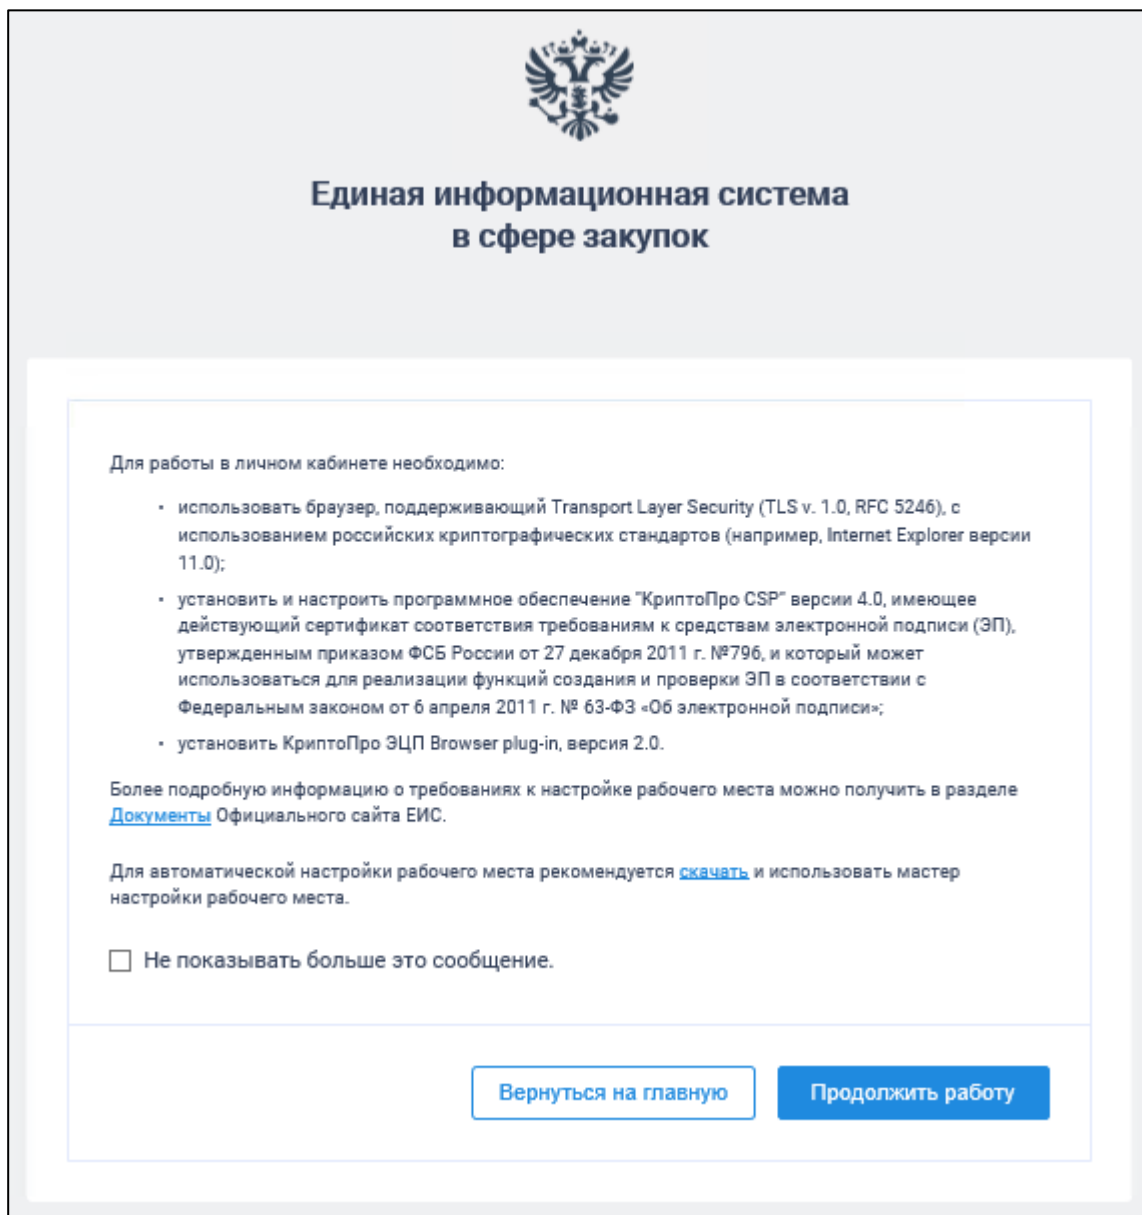 Единая информационная система
в сфере закупок
Для работы в личном кабинете необходимо:
• использовать браузер, поддерживающий Transport Layer Security (TLS v. 1.0, RFC 5246), с
использованием российских криптографических стандартов (например, Internet Explorer версии
11.0);
• установить и настроить программное обеспечение "КриптоПро CSP" версии 4.0, имеющее
действующий сертификат соответствия требованиям к средствам электронной подписи (ЭП),
утвержденным приказом ФСБ России от 27 декабря 2011 г. №796, и который может
использоваться для реализации функций создания и проверки ЭП в соответствии с
Федеральным законом от 6 апреля 2011 г. № 63-ФЗ «Об электронной подписи»;
• установить КриптоПро ЭЦП Browser plug-in, версия 2.0.
Более подробную информацию о требованиях к настройке рабочего места можно получить в разделе
Документы Официального сайта ЕИС.
Для автоматической настройки рабочего места рекомендуется скачать и использовать мастер
настройки рабочего места.
Не показывать больше это сообщение.
Вернуться на главную
Продолжить работу